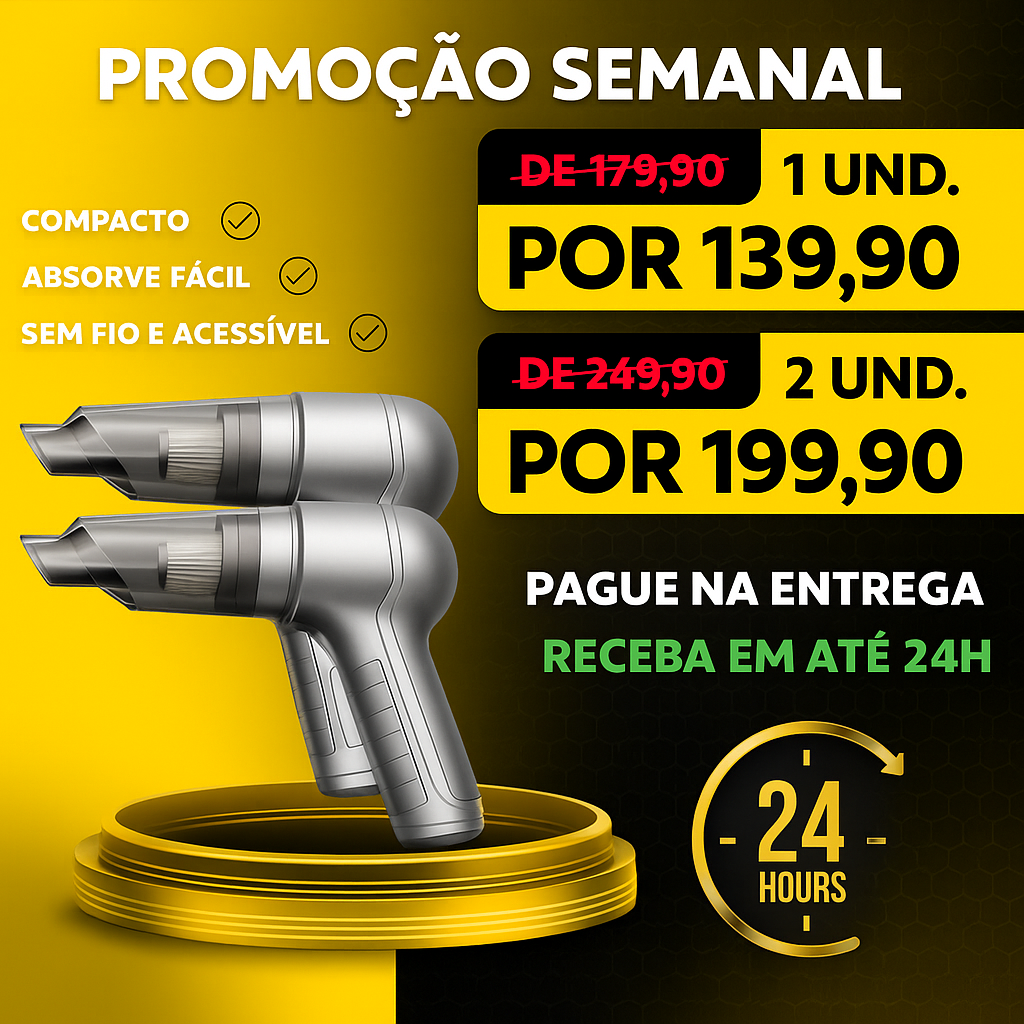 PROMOÇÃO SEMANAL
COMPACTO
ABSORVE FÁCIL
SEM FIO E ACESSÍVEL
DE 179,90
1 UND.
POR 139,90
DE 249,90
2 UND.
POR 199,90
PAGUE NA ENTREGA
RECEBA EM ATÉ 24H
24
HOURS